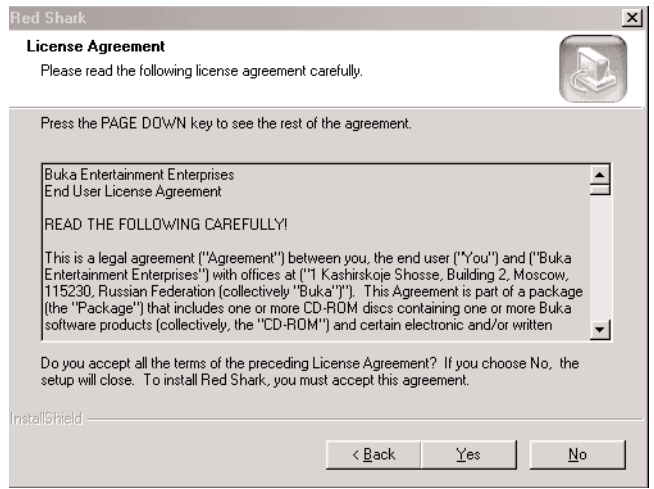 Red Shark
License Agreement
Please read the following license agreement carefully.
Press the PAGE DOWN key to see the rest of the agreement.
Buka Entertainment Enterprises
End User License Agreement
READ THE FOLLOWING CAREFULLY!
This is a legal agreement ("Agreement") between you, the end user ("You") and ("Buka
Entertainment Enterprises") with offices at ("1 Kashirskoje Shosse, Building 2, Moscow,
115230, Russian Federation (collectively "Buka")").  This Agreement is part of a package
(the "Package") that includes one or more CD-ROM discs containing one or more Buka
software products (collectively, the "CD-ROM") and certain electronic and/or written
Do you accept all the terms of the preceding License Agreement?  If you choose No,  the
setup will close.  To install Red Shark, you must accept this agreement.
InstallShield
< Back
Yes
No